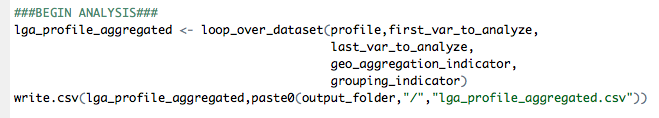 ###BEGIN ANALYSIS###
lga_profile_aggregated <- loop_over_dataset(profile,first_var_to_analyze,
last_var_to_analyze,
geo_aggregation_indicator,
grouping_indicator)
write.csv(lga_profile_aggregated,paste0(output_folder,"/","lga_profile_aggregated.csv"))